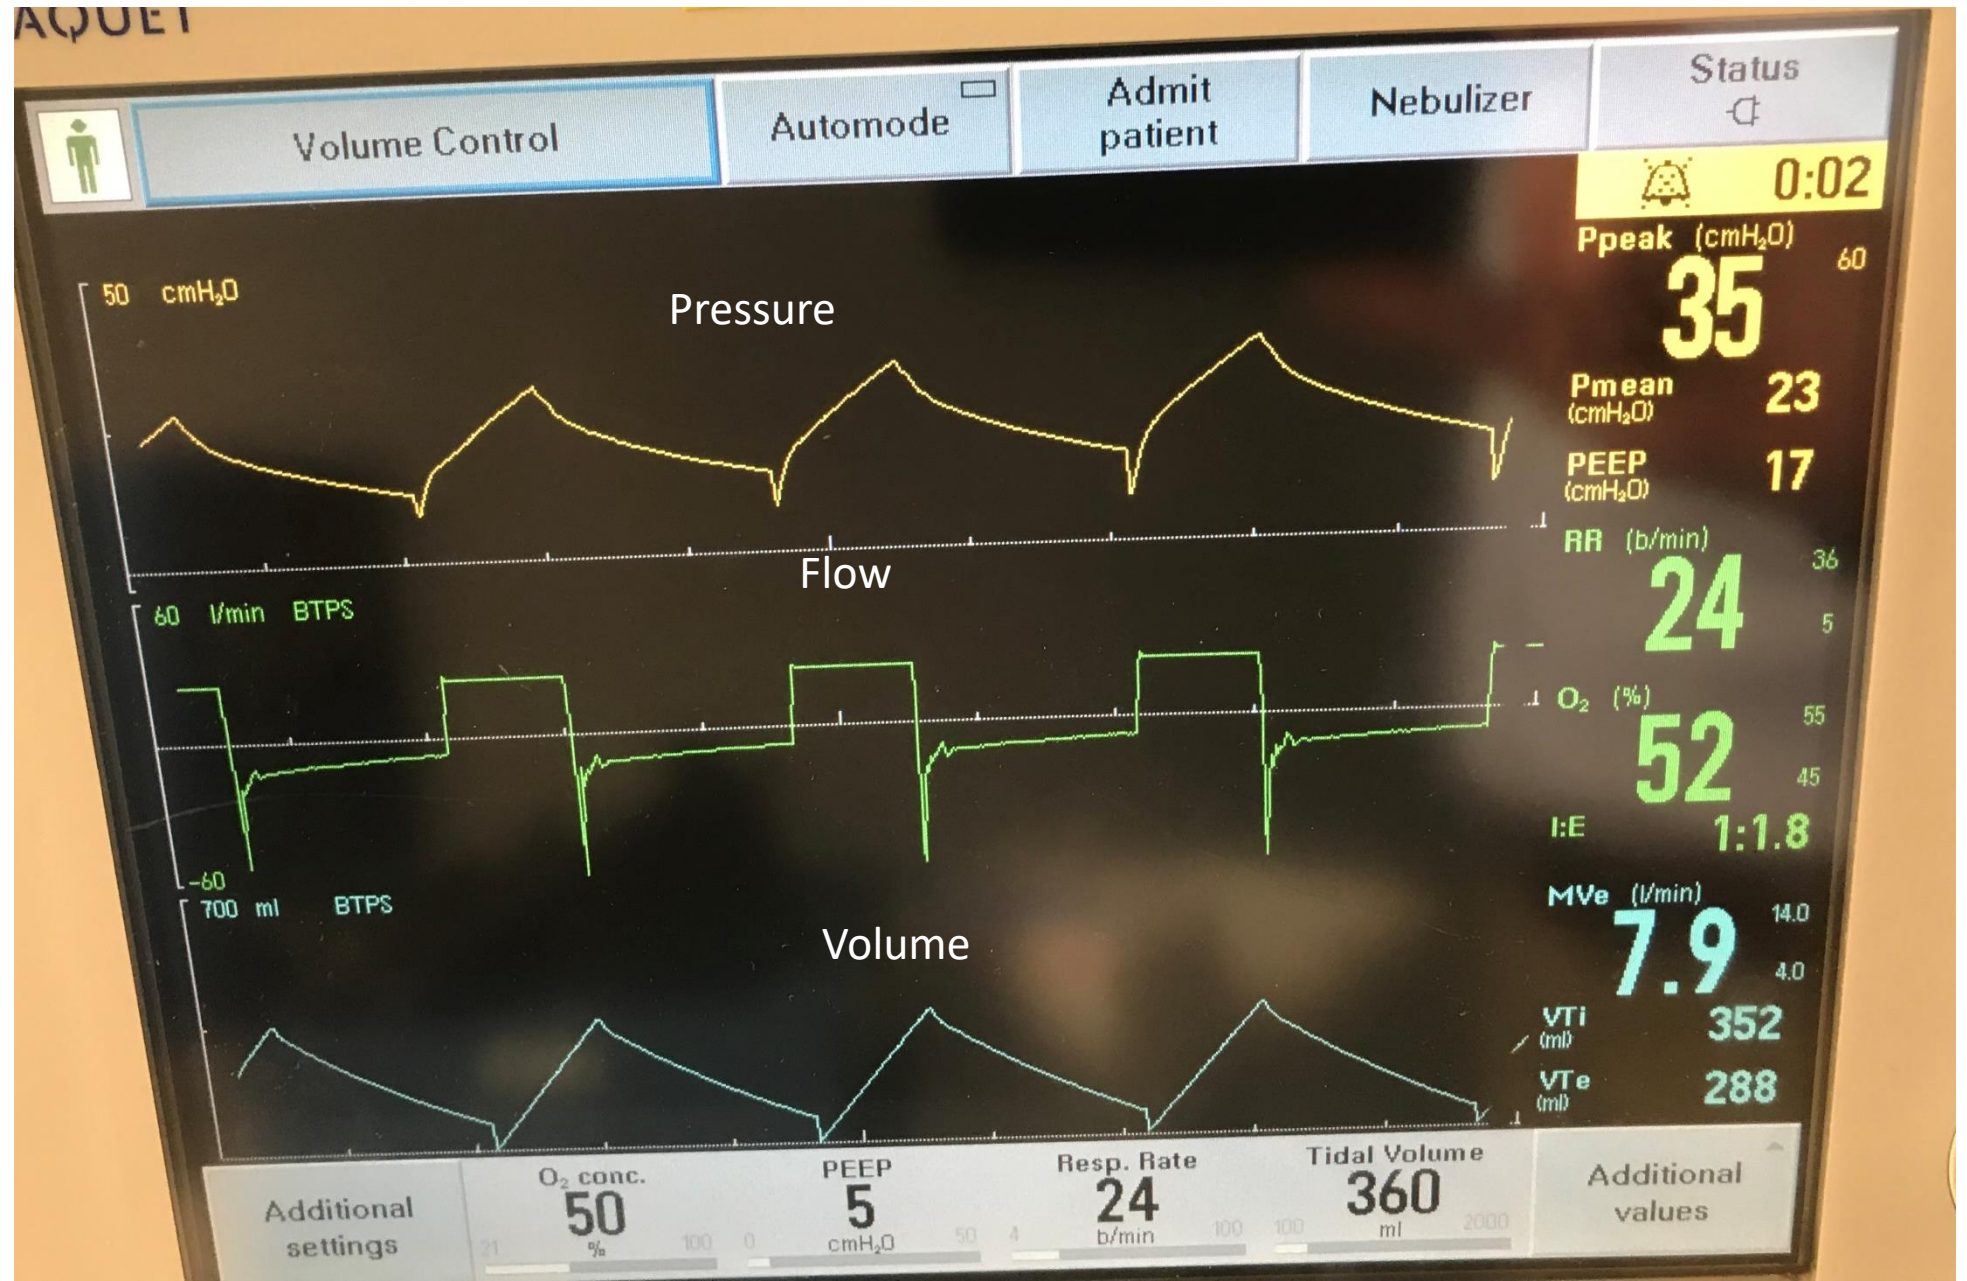 AQUET
Volume Control
Automode
Admit
patient
Nebulizer
Status
0:02
Ppeak (cmH₂O)
35
60
Pmean
(cmH₂O)
23
PEEP
(cmH₂O)
17
50 cmH₂O
Pressure
Flow
60 l/min BTPS
-60
RR (b/min)
24
36
5
O₂ (%)
52
55
45
I:E
1:1.8
700 ml BTPS
Volume
MVe (l/min)
7.9
14.0
4.0
VTi
(ml)
352
VTe
(ml)
288
Additional
settings
O₂ conc.
50
%
21
100
PEEP
5
cmH₂O
0
50
Resp. Rate
24
b/min
4
100
Tidal Volume
360
ml
100
2000
Additional
values